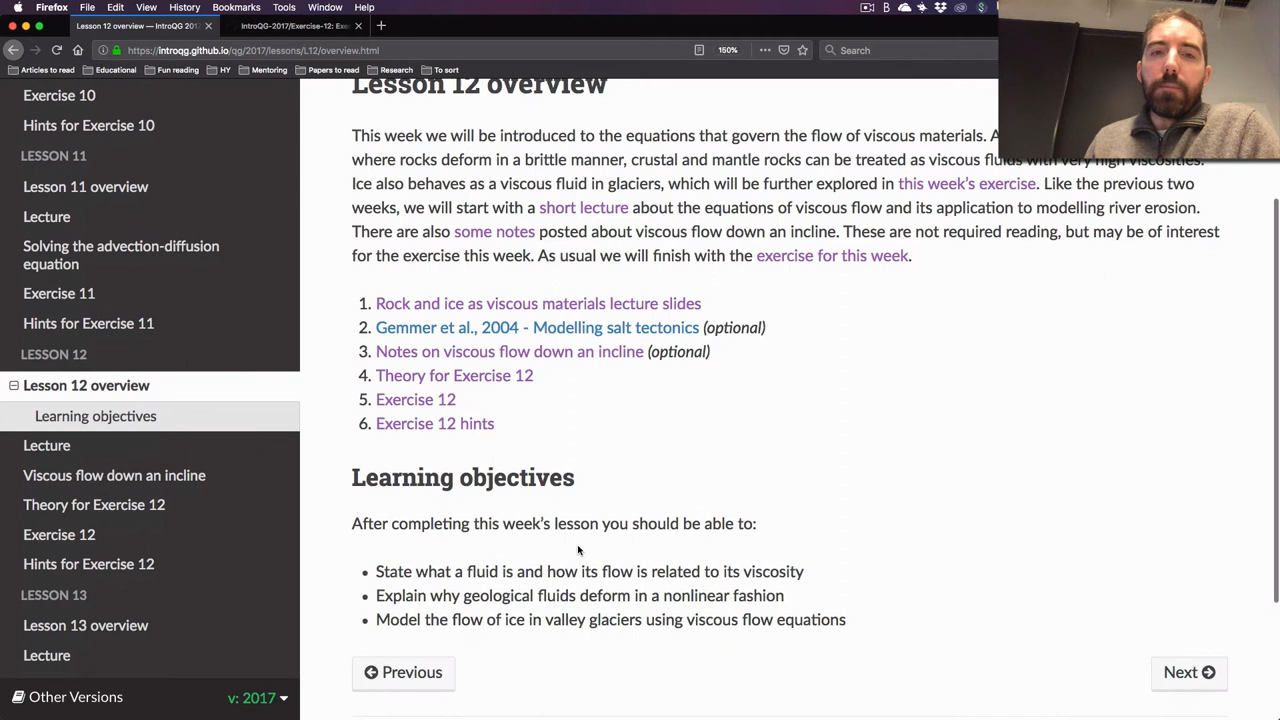 Firefox File Edit View History Bookmarks Tools Window Help
Lesson 12 overview — IntroQG 201
IntroQG-2017/Exercise-12: Exe
https://introqg.github.io/qg/2017/lessons/L12/overview.html
150%
Search
Articles to read Educational Fun reading HY Mentoring Papers to read Research To sort
Exercise 10
Hints for Exercise 10
LESSON 11
Lesson 11 overview
Lecture
Solving the advection-diffusion
equation
Exercise 11
Hints for Exercise 11
LESSON 12
Lesson 12 overview
Learning objectives
Lecture
Viscous flow down an incline
Theory for Exercise 12
Exercise 12
Hints for Exercise 12
LESSON 13
Lesson 13 overview
Lecture
Other Versions
v: 2017
Lesson 12 overview
This week we will be introduced to the equations that govern the flow of viscous materials.
where rocks deform in a brittle manner, crustal and mantle rocks can be treated as viscous fluids with very high viscosities.
Ice also behaves as a viscous fluid in glaciers, which will be further explored in this week's exercise. Like the previous two
weeks, we will start with a short lecture about the equations of viscous flow and its application to modelling river erosion.
There are also some notes posted about viscous flow down an incline. These are not required reading, but may be of interest
for the exercise this week. As usual we will finish with the exercise for this week.
1. Rock and ice as viscous materials lecture slides
2. Gemmer et al., 2004 - Modelling salt tectonics (optional)
3. Notes on viscous flow down an incline (optional)
4. Theory for Exercise 12
5. Exercise 12
6. Exercise 12 hints
Learning objectives
After completing this week's lesson you should be able to:
• State what a fluid is and how its flow is related to its viscosity
• Explain why geological fluids deform in a nonlinear fashion
• Model the flow of ice in valley glaciers using viscous flow equations
Previous
Next